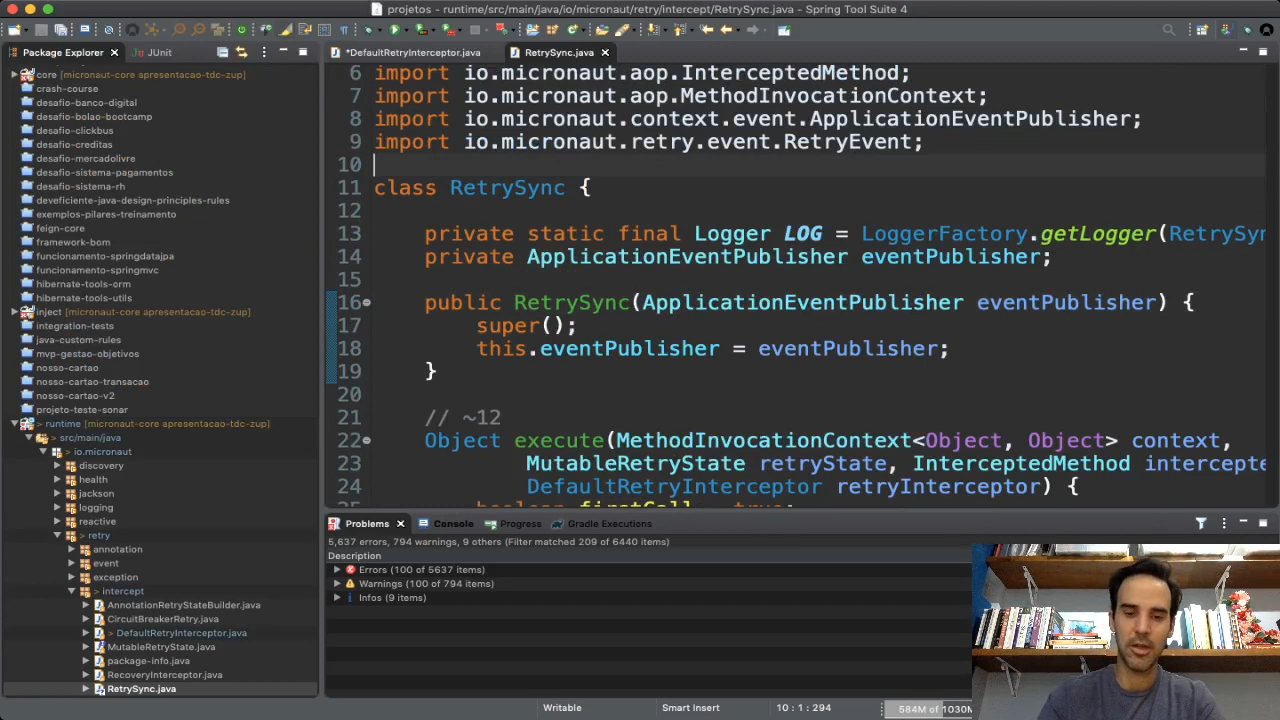 projetos - runtime/src/main/java/io/micronaut/retry/intercept/RetrySync.java - Spring Tool Suite 4
Package Explorer
JUnit
core [micronaut-core apresentacao-tdc-zup]
crash-course
desafio-banco-digital
desafio-bolao-bootcamp
desafio-clickbus
desafio-creditas
desafio-mercadolivre
desafio-sistema-pagamentos
desafio-sistema-rh
deveficiente-java-design-principles-rules
exemplos-pilares-treinamento
feign-core
framework-bom
funcionamento-springdatajpa
funcionamento-springmvc
hibernate-tools-orm
hibernate-tools-utils
inject [micronaut-core apresentacao-tdc-zup]
integration-tests
java-custom-rules
mvp-gestao-objetivos
nosso-cartao
nosso-cartao-transacao
nosso-cartao-v2
projeto-teste-sonar
> runtime [micronaut-core apresentacao-tdc-zup]
> src/main/java
> io.micronaut
discovery
health
jackson
logging
reactive
> retry
annotation
event
exception
> intercept
AnnotationRetryStateBuilder.java
CircuitBreakerRetry.java
> DefaultRetryInterceptor.java
MutableRetryState.java
package-info.java
RecoveryInterceptor.java
RetrySync.java
*DefaultRetryInterceptor.java
RetrySync.java
6 import io.micronaut.aop.InterceptedMethod;
7 import io.micronaut.aop.MethodInvocationContext;
8 import io.micronaut.context.event.ApplicationEventPublisher;
9 import io.micronaut.retry.event.RetryEvent;
10
11 class RetrySync {
12
13 private static final Logger LOG = LoggerFactory.getLogger(RetrySyn
14 private ApplicationEventPublisher eventPublisher;
15
16 public RetrySync(ApplicationEventPublisher eventPublisher) {
17 super();
18 this.eventPublisher = eventPublisher;
19 }
20
21 // ~12
22 Object execute(MethodInvocationContext<Object, Object> context,
23 MutableRetryState retryState, InterceptedMethod intercepte
24 DefaultRetryInterceptor retryInterceptor) {
25 boolean firstCall = true;
Problems
Console
Progress
Gradle Executions
5,637 errors, 794 warnings, 9 others (Filter matched 209 of 6440 items)
Description
Errors (100 of 5637 items)
Warnings (100 of 794 items)
Infos (9 items)
Writable
Smart Insert
10 : 1 : 294
584M of 1030M